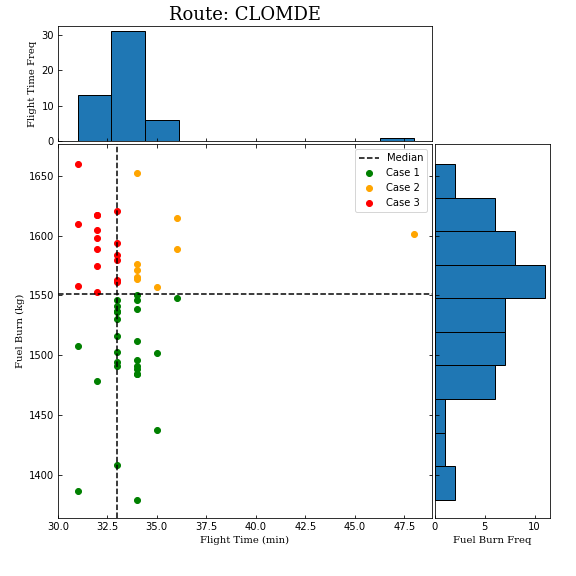 Route: CLOMDE
30
20
10
0
Flight Time Freq
Median
Case 1
Case 2
Case 3
1650
1600
1550
1500
1450
1400
Fuel Burn (kg)
30.0 32.5 35.0 37.5 40.0 42.5 45.0 47.5
Flight Time (min)
0 5 10
Fuel Burn Freq